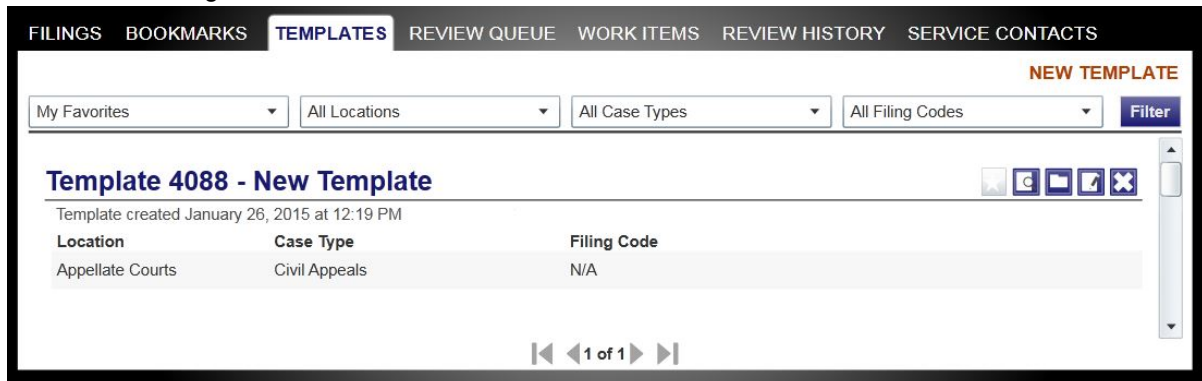 FILINGS BOOKMARKS TEMPLATES REVIEW QUEUE WORK ITEMS REVIEW HISTORY SERVICE CONTACTS
NEW TEMPLATE
My Favorites All Locations All Case Types All Filing Codes Filter
Template 4088 - New Template
Template created January 26, 2015 at 12:19 PM
Location Case Type Filing Code
Appellate Courts Civil Appeals N/A
1 of 1